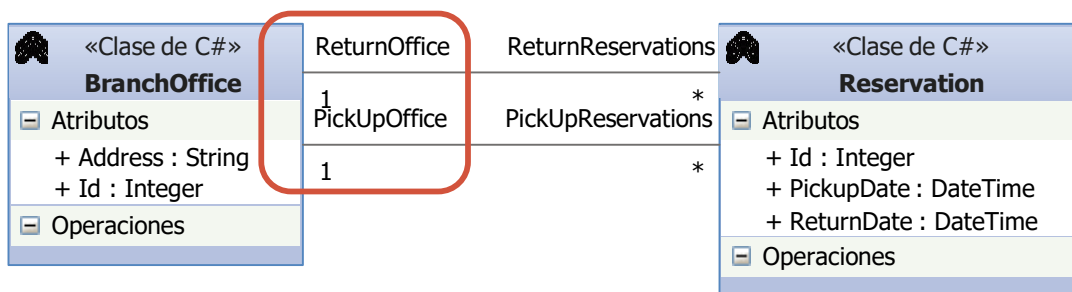 «Clase de C#»
BranchOffice
Atributos
+ Address : String
+ Id : Integer
Operaciones
ReturnOffice
ReturnReservations
1
*
PickUpOffice
PickUpReservations
1
*
«Clase de C#»
Reservation
Atributos
+ Id : Integer
+ PickupDate : DateTime
+ ReturnDate : DateTime
Operaciones